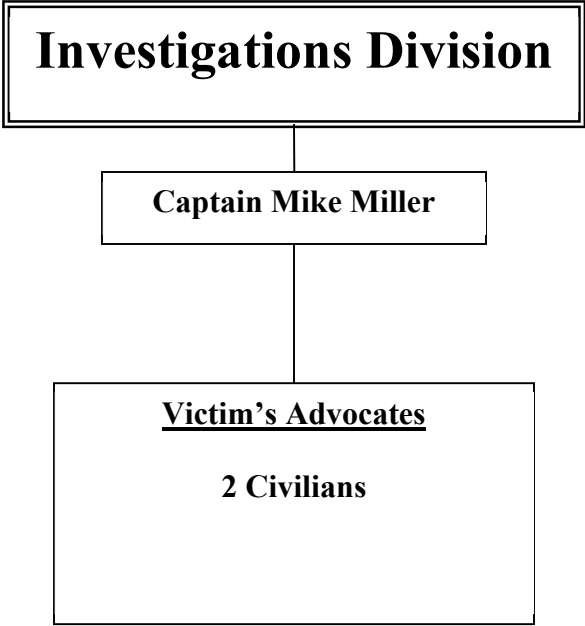 Investigations Division
Captain Mike Miller
Victim’s Advocates
2 Civilians